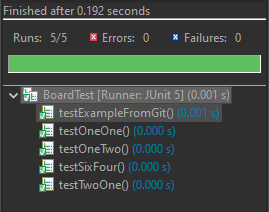 Finished after 0.192 seconds
Runs: 5/5 Errors: 0 Failures: 0
BoardTest [Runner: JUnit 5] (0.001 s)
testExampleFromGit() (0.001 s)
testOneOne() (0.000 s)
testOneTwo() (0.000 s)
testSixFour() (0.000 s)
testTwoOne() (0.000 s)